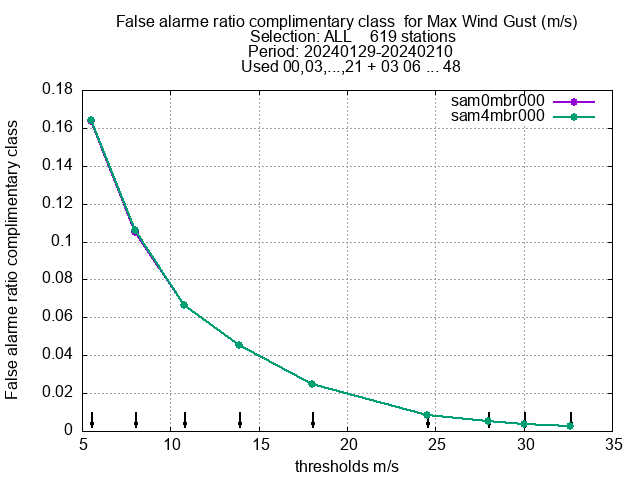 False alarme ratio complimentary class  for Max Wind Gust (m/s)
Selection: ALL    619 stations
Period: 20240129-20240210
Used 00,03,...,21 + 03 06 ... 48
sam0mbr000
sam4mbr000
False alarme ratio complimentary class
0.18
0.16
0.14
0.12
0.1
0.08
0.06
0.04
0.02
0
5 10 15 20 25 30 35
thresholds m/s